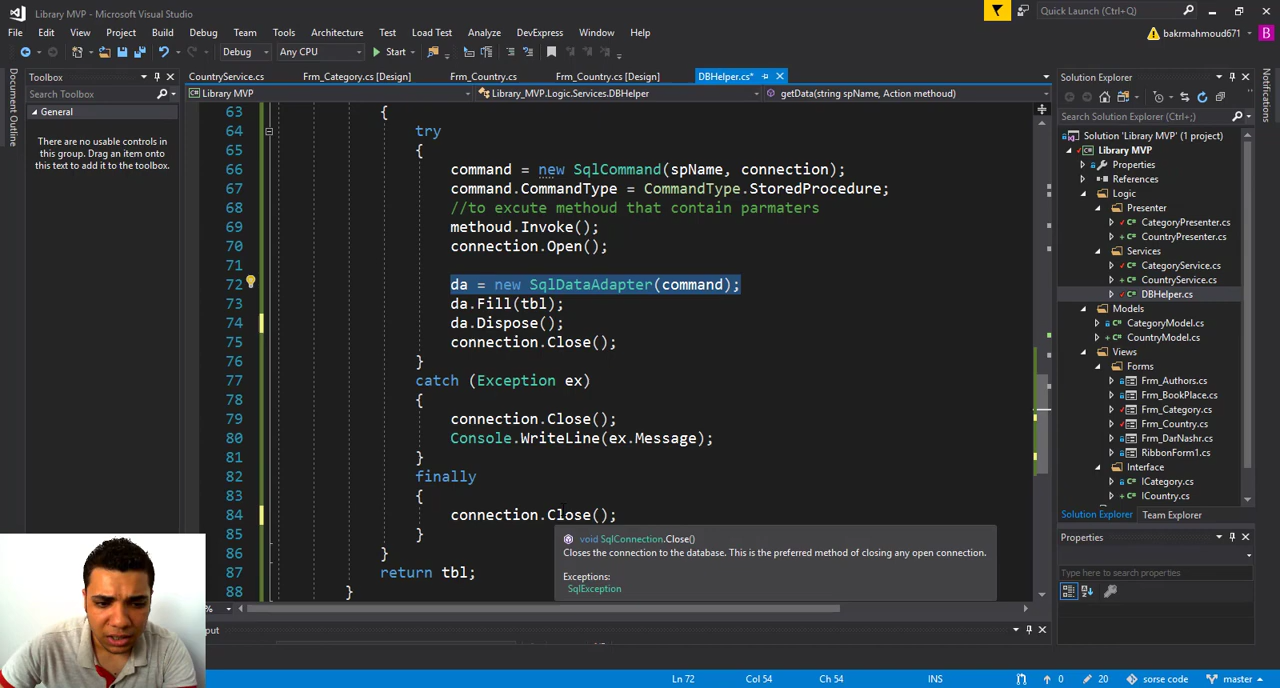 Library MVP - Microsoft Visual Studio
Quick Launch (Ctrl+Q)
File Edit View Project Build Debug Team Tools Architecture Test Load Test Analyze DevExpress Window Help
bakrmahmoud671 B
Debug Any CPU Start
Document Outline
Toolbox
Search Toolbox
General
There are no usable controls in
this group. Drag an item onto
this text to add it to the toolbox.
CountryService.cs Frm_Category.cs [Design] Frm_Country.cs Frm_Country.cs [Design] DBHelper.cs*
Library MVP Library_MVP.Logic.Services.DBHelper getData(string spName, Action methoud)
63 {
64 try
65 {
66 command = new SqlCommand(spName, connection);
67 command.CommandType = CommandType.StoredProcedure;
68 //to excute methoud that contain parmaters
69 methoud.Invoke();
70 connection.Open();
71
72 da = new SqlDataAdapter(command);
73 da.Fill(tbl);
74 da.Dispose();
75 connection.Close();
76 }
77 catch (Exception ex)
78 {
79 connection.Close();
80 Console.WriteLine(ex.Message);
81 }
82 finally
83 {
84 connection.Close();
85 }
86 }
87 return tbl;
88 }
void SqlConnection.Close()
Closes the connection to the database. This is the preferred method of closing any open connection.
Exceptions:
SqlException
Solution Explorer
Search Solution Explorer (Ctrl+;)
Solution 'Library MVP' (1 project)
Library MVP
Properties
References
Logic
Presenter
CategoryPresenter.cs
CountryPresenter.cs
Services
CategoryService.cs
CountryService.cs
DBHelper.cs
Models
CategoryModel.cs
CountryModel.cs
Views
Forms
Frm_Authors.cs
Frm_BookPlace.cs
Frm_Category.cs
Frm_Country.cs
Frm_DarNashr.cs
RibbonForm1.cs
Interface
ICategory.cs
ICountry.cs
Solution Explorer Team Explorer
Properties
Type here to search properties
Notifications
%
Ln 72 Col 54 Ch 54 INS 0 20 sorse code master